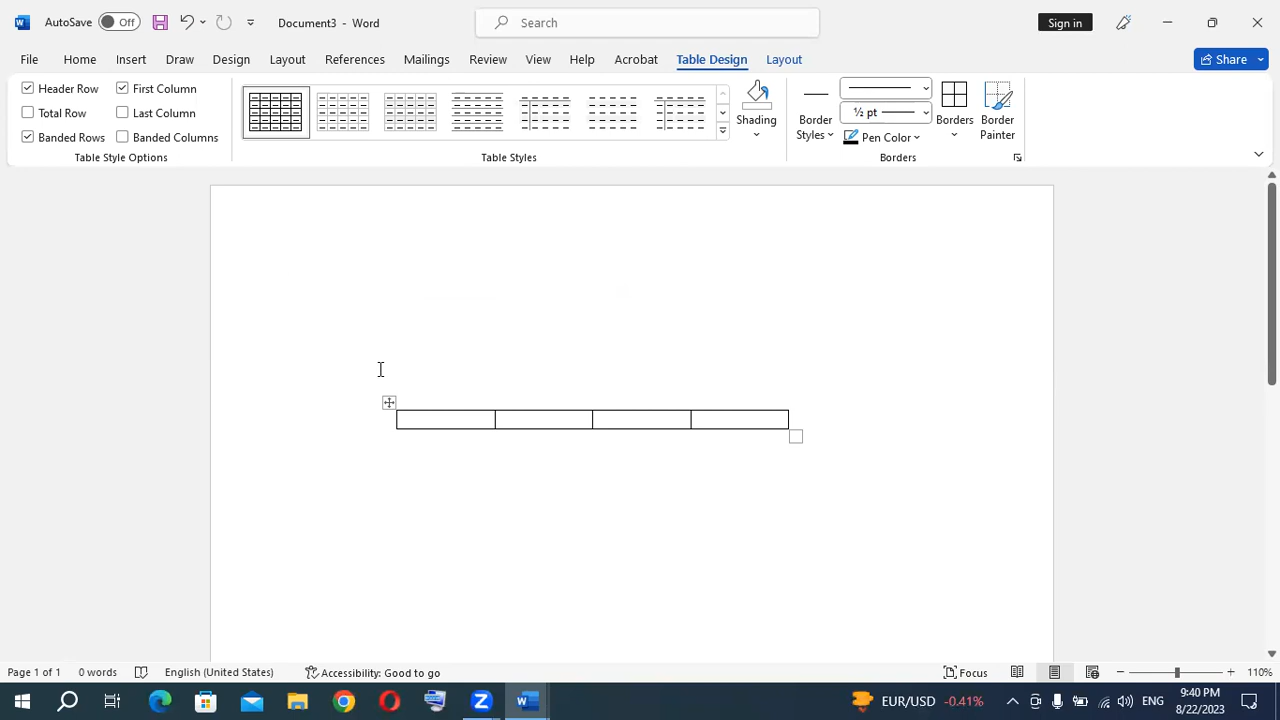 AutoSave Off Document3 - Word Search Sign in
File Home Insert Draw Design Layout References Mailings Review View Help Acrobat Table Design Layout Share
Header Row First Column
Total Row Last Column
Banded Rows Banded Columns
Table Style Options
Table Styles
Shading
Border Styles
½ pt
Pen Color
Borders
Border Painter
Borders
Page 1 of 1 0 words English (United States) Accessibility: Good to go Focus 110%
EUR/USD -0.41% ENG 9:40 PM
8/22/2023